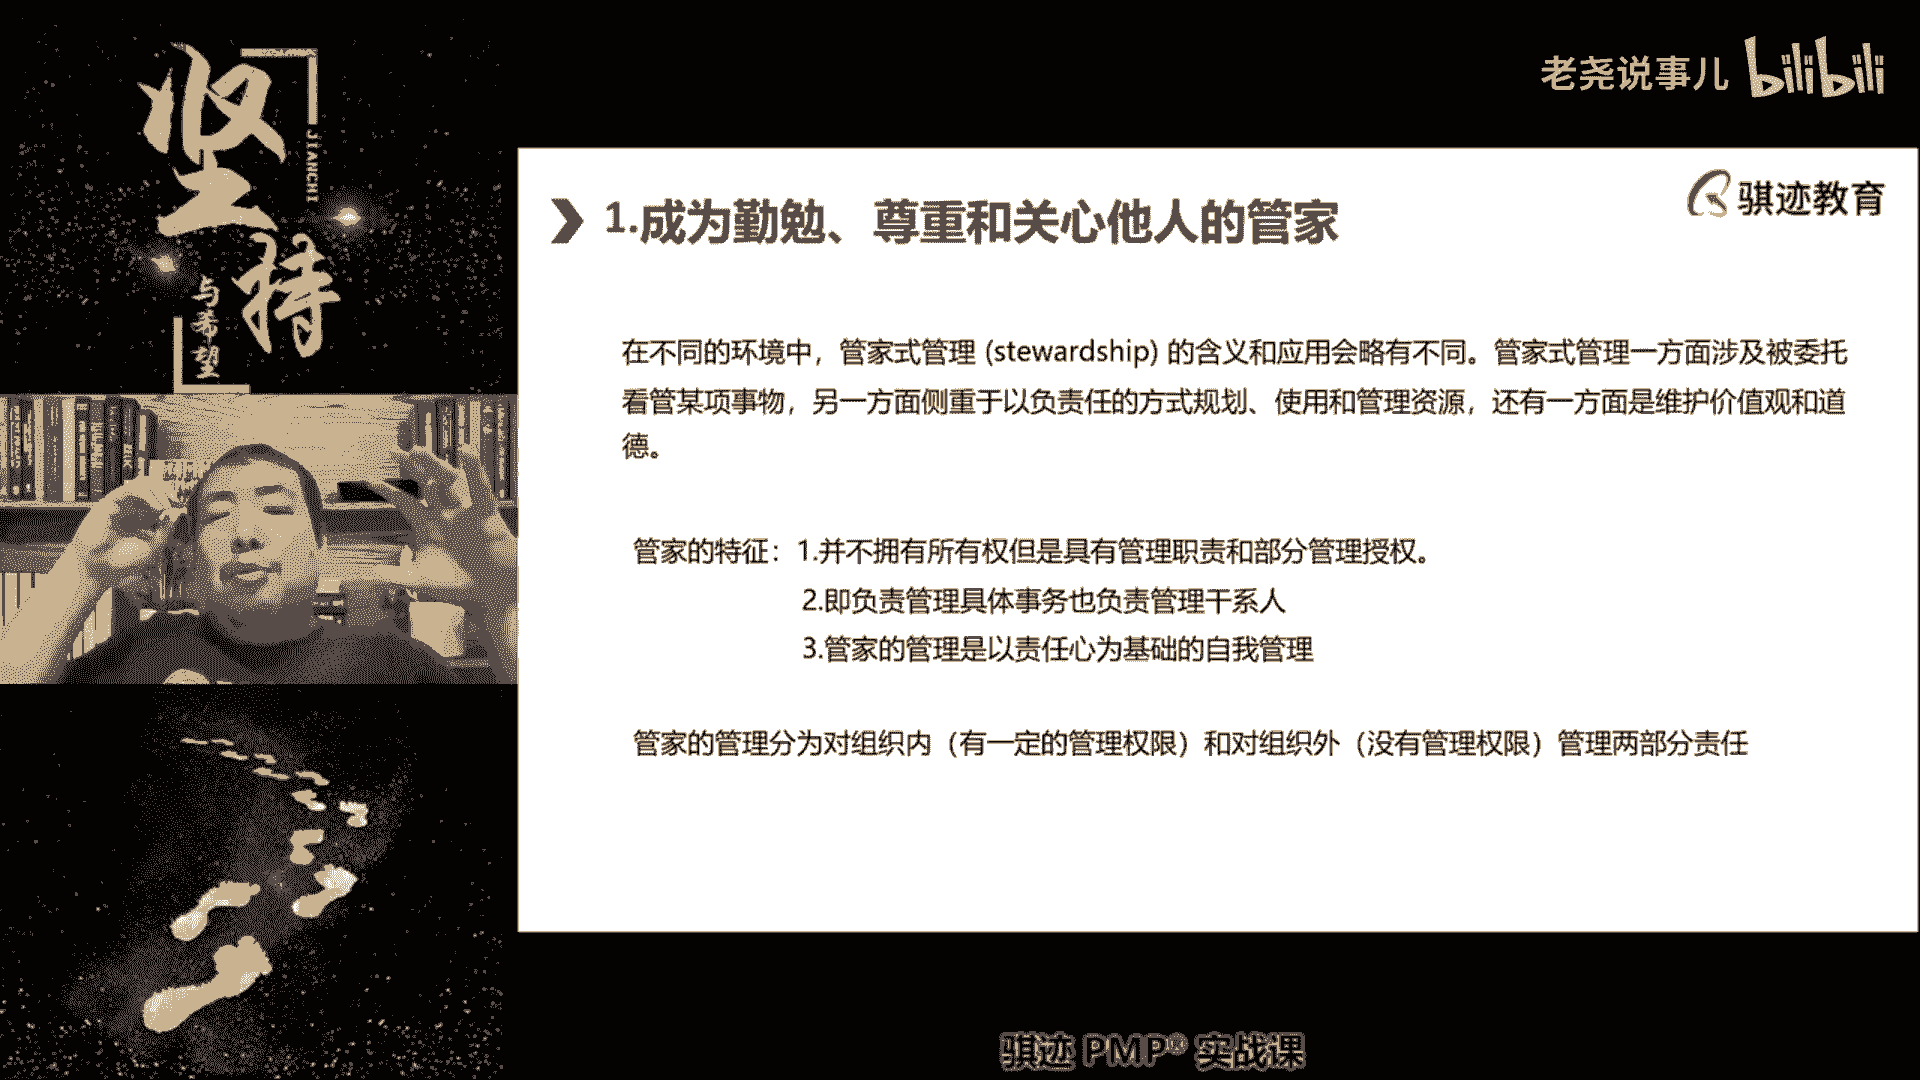 坚持
JIANCHI
与希望
老尧说事儿 bilibili
骐迹教育
1.成为勤勉、尊重和关心他人的管家
在不同的环境中，管家式管理 (stewardship) 的含义和应用会略有不同。管家式管理一方面涉及被委托
看管某项事物，另一方面侧重于以负责任的方式规划、使用和管理资源，还有一方面是维护价值观和道
德。
管家的特征：1.并不拥有所有权但是具有管理职责和部分管理授权。
2.即负责管理具体事务也负责管理干系人
3.管家的管理是以责任心为基础的自我管理
管家的管理分为对组织内（有一定的管理权限）和对组织外（没有管理权限）管理两部分责任
骐迹 PMP® 实战课